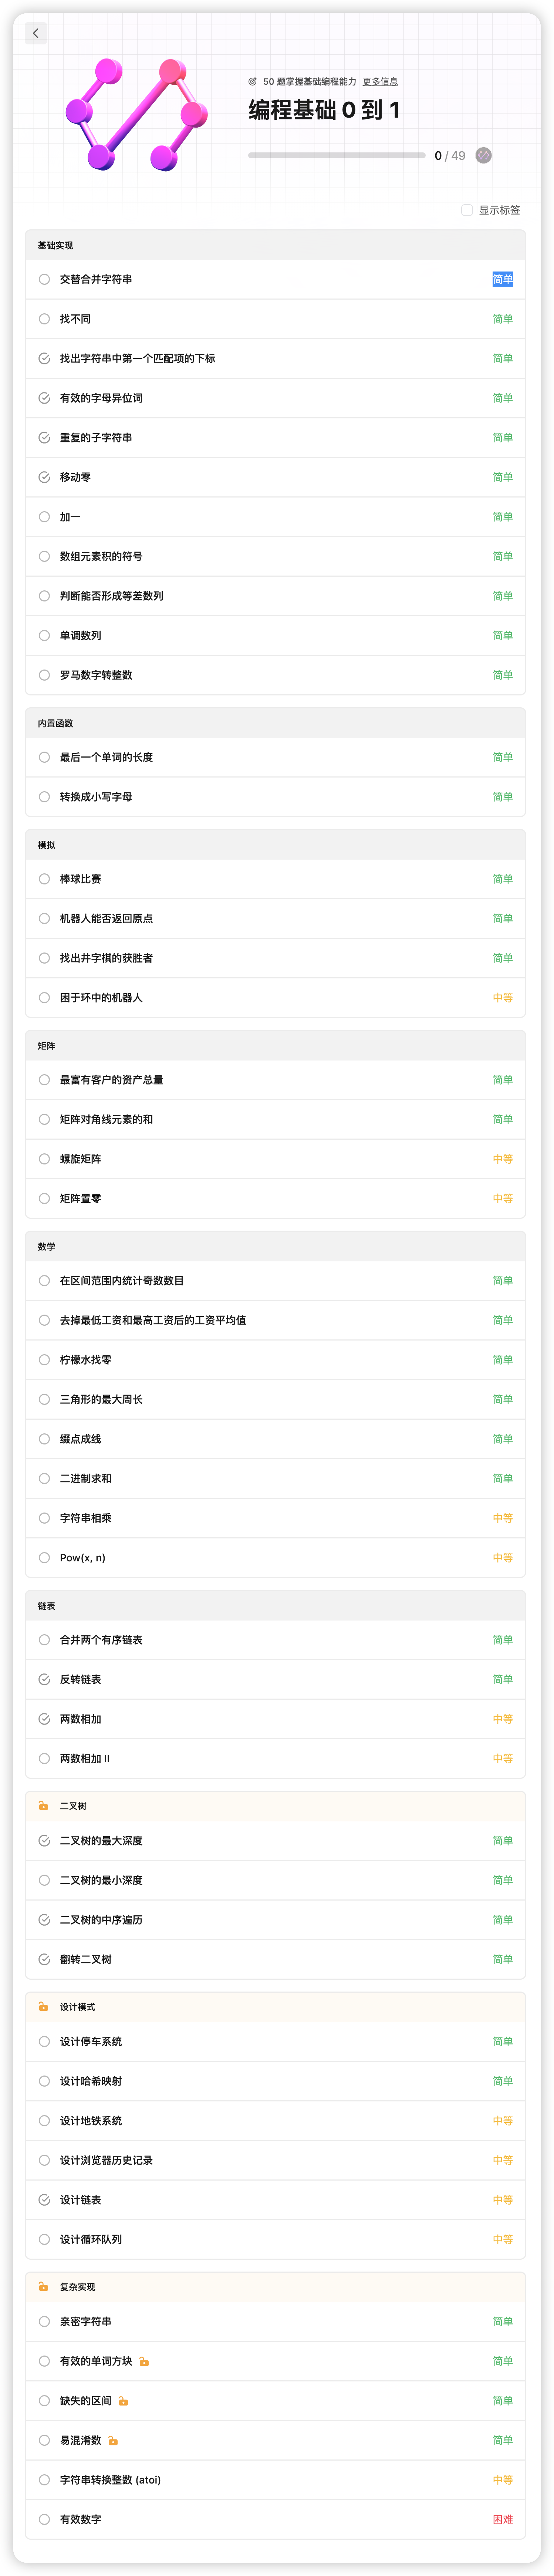 50 题掌握基础编程能力 更多信息
编程基础 0 到 1
0 / 49
显示标签
基础实现
交替合并字符串 简单
找不同 简单
找出字符串中第一个匹配项的下标 简单
有效的字母异位词 简单
重复的子字符串 简单
移动零 简单
加一 简单
数组元素积的符号 简单
判断能否形成等差数列 简单
单调数列 简单
罗马数字转整数 简单
内置函数
最后一个单词的长度 简单
转换成小写字母 简单
模拟
棒球比赛 简单
机器人能否返回原点 简单
找出井字棋的获胜者 简单
困于环中的机器人 中等
矩阵
最富有客户的资产总量 简单
矩阵对角线元素的和 简单
螺旋矩阵 中等
矩阵置零 中等
数学
在区间范围内统计奇数数目 简单
去掉最低工资和最高工资后的工资平均值 简单
柠檬水找零 简单
三角形的最大周长 简单
缀点成线 简单
二进制求和 简单
字符串相乘 中等
Pow(x, n) 中等
链表
合并两个有序链表 简单
反转链表 简单
两数相加 中等
两数相加 II 中等
二叉树
二叉树的最大深度 简单
二叉树的最小深度 简单
二叉树的中序遍历 简单
翻转二叉树 简单
设计模式
设计停车系统 简单
设计哈希映射 简单
设计地铁系统 中等
设计浏览器历史记录 中等
设计链表 中等
设计循环队列 中等
复杂实现
亲密字符串 简单
有效的单词方块 简单
缺失的区间 简单
易混淆数 简单
字符串转换整数 (atoi) 中等
有效数字 困难